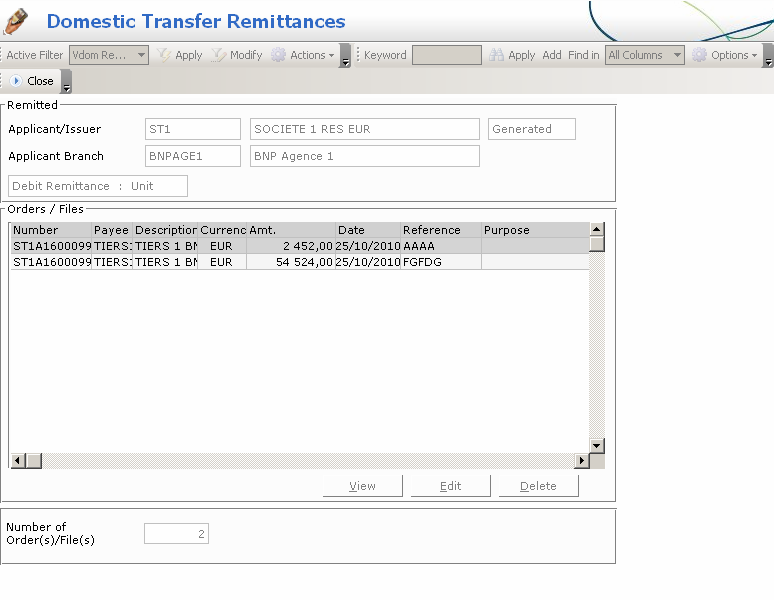 Domestic Transfer Remittances
Active Filter Vdom Re... Apply Modify Actions Keyword Apply Add Find in All Columns Options
Close
Remitted
Applicant/Issuer ST1 SOCIETE 1 RES EUR Generated
Applicant Branch BNPAGE1 BNP Agence 1
Debit Remittance : Unit
Orders / Files
Number Payee Description Currenc Amt. Date Reference Purpose
ST1A1600099 TIERS1 TIERS 1 BN EUR 2 452,00 25/10/2010 AAAA
ST1A1600099 TIERS1 TIERS 1 BN EUR 54 524,00 25/10/2010 FGFDG
View Edit Delete
Number of
Order(s)/File(s) 2